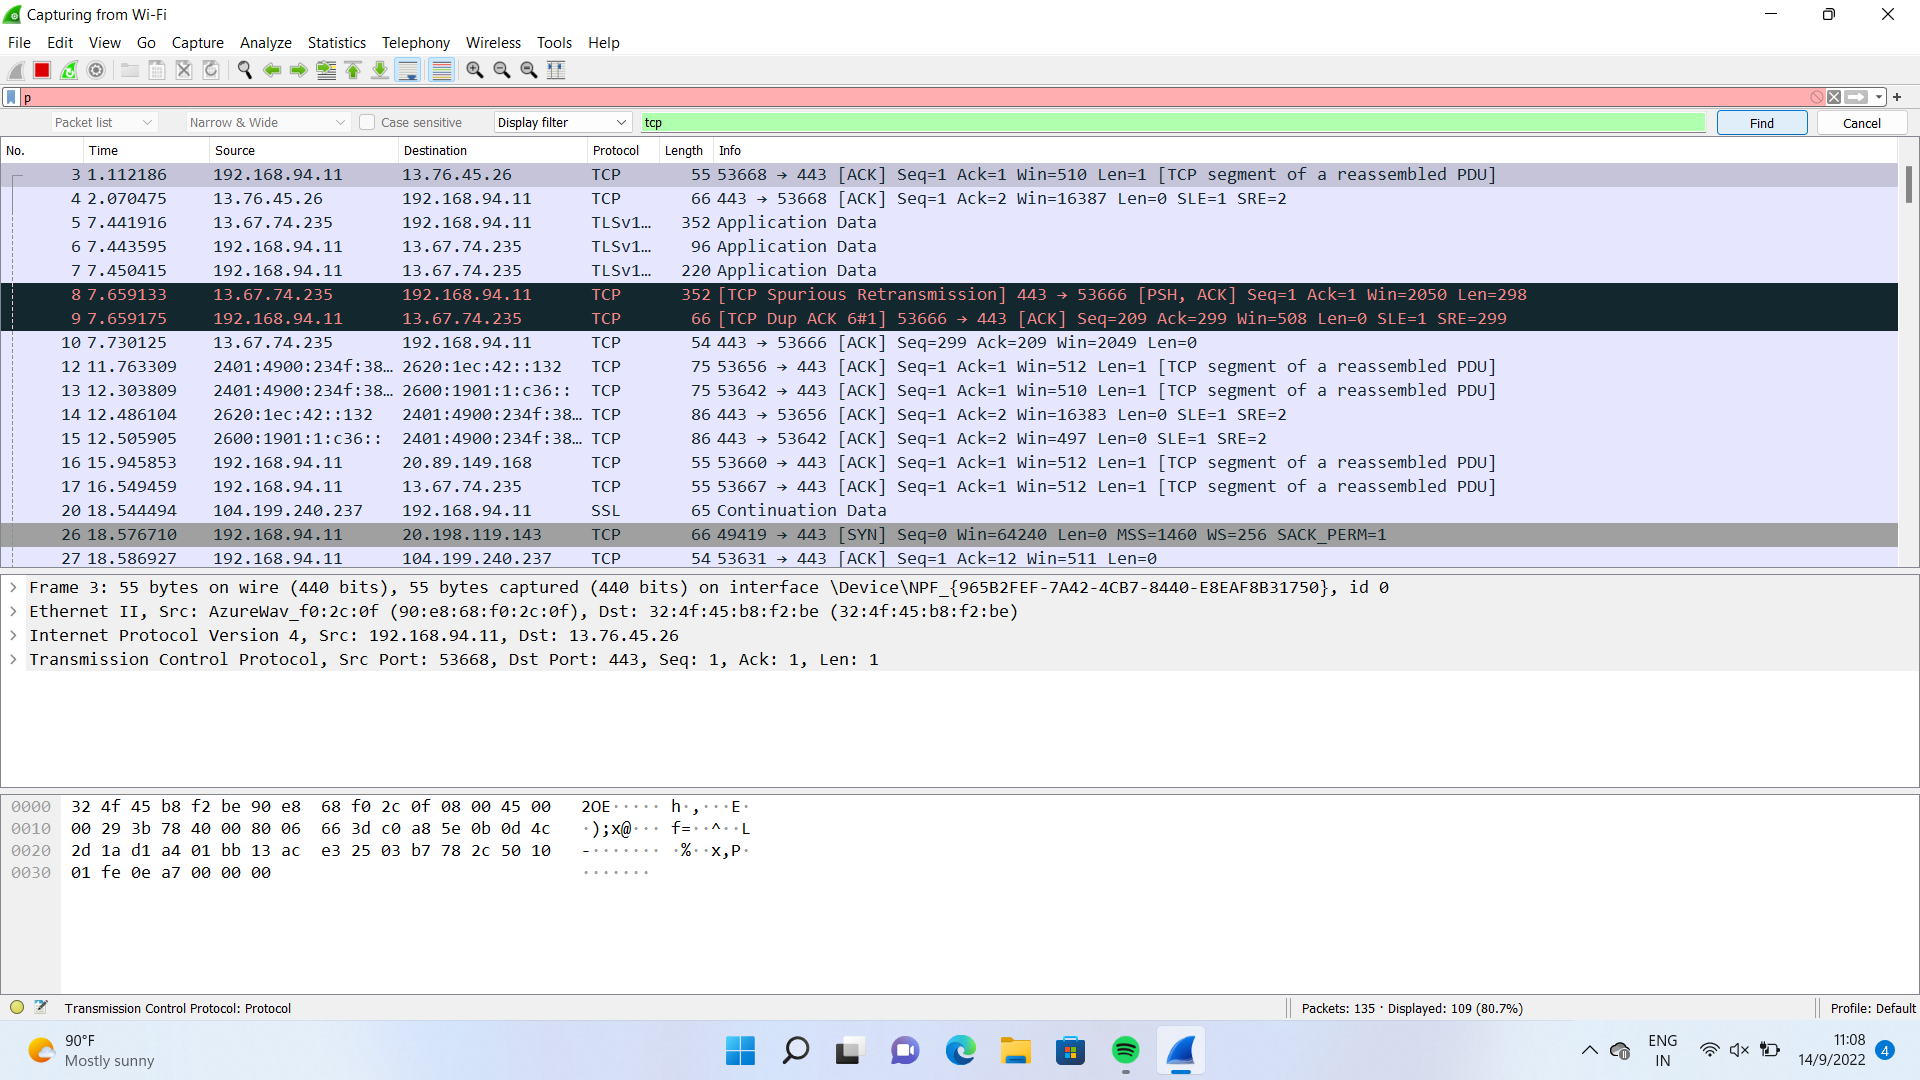 Capturing from Wi-Fi
File Edit View Go Capture Analyze Statistics Telephony Wireless Tools Help
p
Packet list Narrow & Wide Case sensitive Display filter tcp Find Cancel
No. Time Source Destination Protocol Length Info
3 1.112186 192.168.94.11 13.76.45.26 TCP 55 53668 → 443 [ACK] Seq=1 Ack=1 Win=510 Len=1 [TCP segment of a reassembled PDU]
4 2.070475 13.76.45.26 192.168.94.11 TCP 66 443 → 53668 [ACK] Seq=1 Ack=2 Win=16387 Len=0 SLE=1 SRE=2
5 7.441916 13.67.74.235 192.168.94.11 TLSv1… 352 Application Data
6 7.443595 192.168.94.11 13.67.74.235 TLSv1… 96 Application Data
7 7.450415 192.168.94.11 13.67.74.235 TLSv1… 220 Application Data
8 7.659133 13.67.74.235 192.168.94.11 TCP 352 [TCP Spurious Retransmission] 443 → 53666 [PSH, ACK] Seq=1 Ack=1 Win=2050 Len=298
9 7.659175 192.168.94.11 13.67.74.235 TCP 66 [TCP Dup ACK 6#1] 53666 → 443 [ACK] Seq=209 Ack=299 Win=508 Len=0 SLE=1 SRE=299
10 7.730125 13.67.74.235 192.168.94.11 TCP 54 443 → 53666 [ACK] Seq=299 Ack=209 Win=2049 Len=0
12 11.763309 2401:4900:234f:38… 2620:1ec:42::132 TCP 75 53656 → 443 [ACK] Seq=1 Ack=1 Win=512 Len=1 [TCP segment of a reassembled PDU]
13 12.303809 2401:4900:234f:38… 2600:1901:1:c36:: TCP 75 53642 → 443 [ACK] Seq=1 Ack=1 Win=510 Len=1 [TCP segment of a reassembled PDU]
14 12.486104 2620:1ec:42::132 2401:4900:234f:38… TCP 86 443 → 53656 [ACK] Seq=1 Ack=2 Win=16383 Len=0 SLE=1 SRE=2
15 12.505905 2600:1901:1:c36:: 2401:4900:234f:38… TCP 86 443 → 53642 [ACK] Seq=1 Ack=2 Win=497 Len=0 SLE=1 SRE=2
16 15.945853 192.168.94.11 20.89.149.168 TCP 55 53660 → 443 [ACK] Seq=1 Ack=1 Win=512 Len=1 [TCP segment of a reassembled PDU]
17 16.549459 192.168.94.11 13.67.74.235 TCP 55 53667 → 443 [ACK] Seq=1 Ack=1 Win=512 Len=1 [TCP segment of a reassembled PDU]
20 18.544494 104.199.240.237 192.168.94.11 SSL 65 Continuation Data
26 18.576710 192.168.94.11 20.198.119.143 TCP 66 49419 → 443 [SYN] Seq=0 Win=64240 Len=0 MSS=1460 WS=256 SACK_PERM=1
27 18.586927 192.168.94.11 104.199.240.237 TCP 54 53631 → 443 [ACK] Seq=1 Ack=12 Win=511 Len=0
Frame 3: 55 bytes on wire (440 bits), 55 bytes captured (440 bits) on interface \Device\NPF_{965B2FEF-7A42-4CB7-8440-E8EAF8B31750}, id 0
Ethernet II, Src: AzureWav_f0:2c:0f (90:e8:68:f0:2c:0f), Dst: 32:4f:45:b8:f2:be (32:4f:45:b8:f2:be)
Internet Protocol Version 4, Src: 192.168.94.11, Dst: 13.76.45.26
Transmission Control Protocol, Src Port: 53668, Dst Port: 443, Seq: 1, Ack: 1, Len: 1
0000 32 4f 45 b8 f2 be 90 e8 68 f0 2c 0f 08 00 45 00 2OE····· h·,···E·
0010 00 29 3b 78 40 00 80 06 66 3d c0 a8 5e 0b 0d 4c ·);x@··· f=··^··L
0020 2d 1a d1 a4 01 bb 13 ac e3 25 03 b7 78 2c 50 10 -······· ·%··x,P·
0030 01 fe 0e a7 00 00 00 ·······
Transmission Control Protocol: Protocol Packets: 135 · Displayed: 109 (80.7%) Profile: Default
90°F
Mostly sunny
ENG
IN
11:08
14/9/2022
4